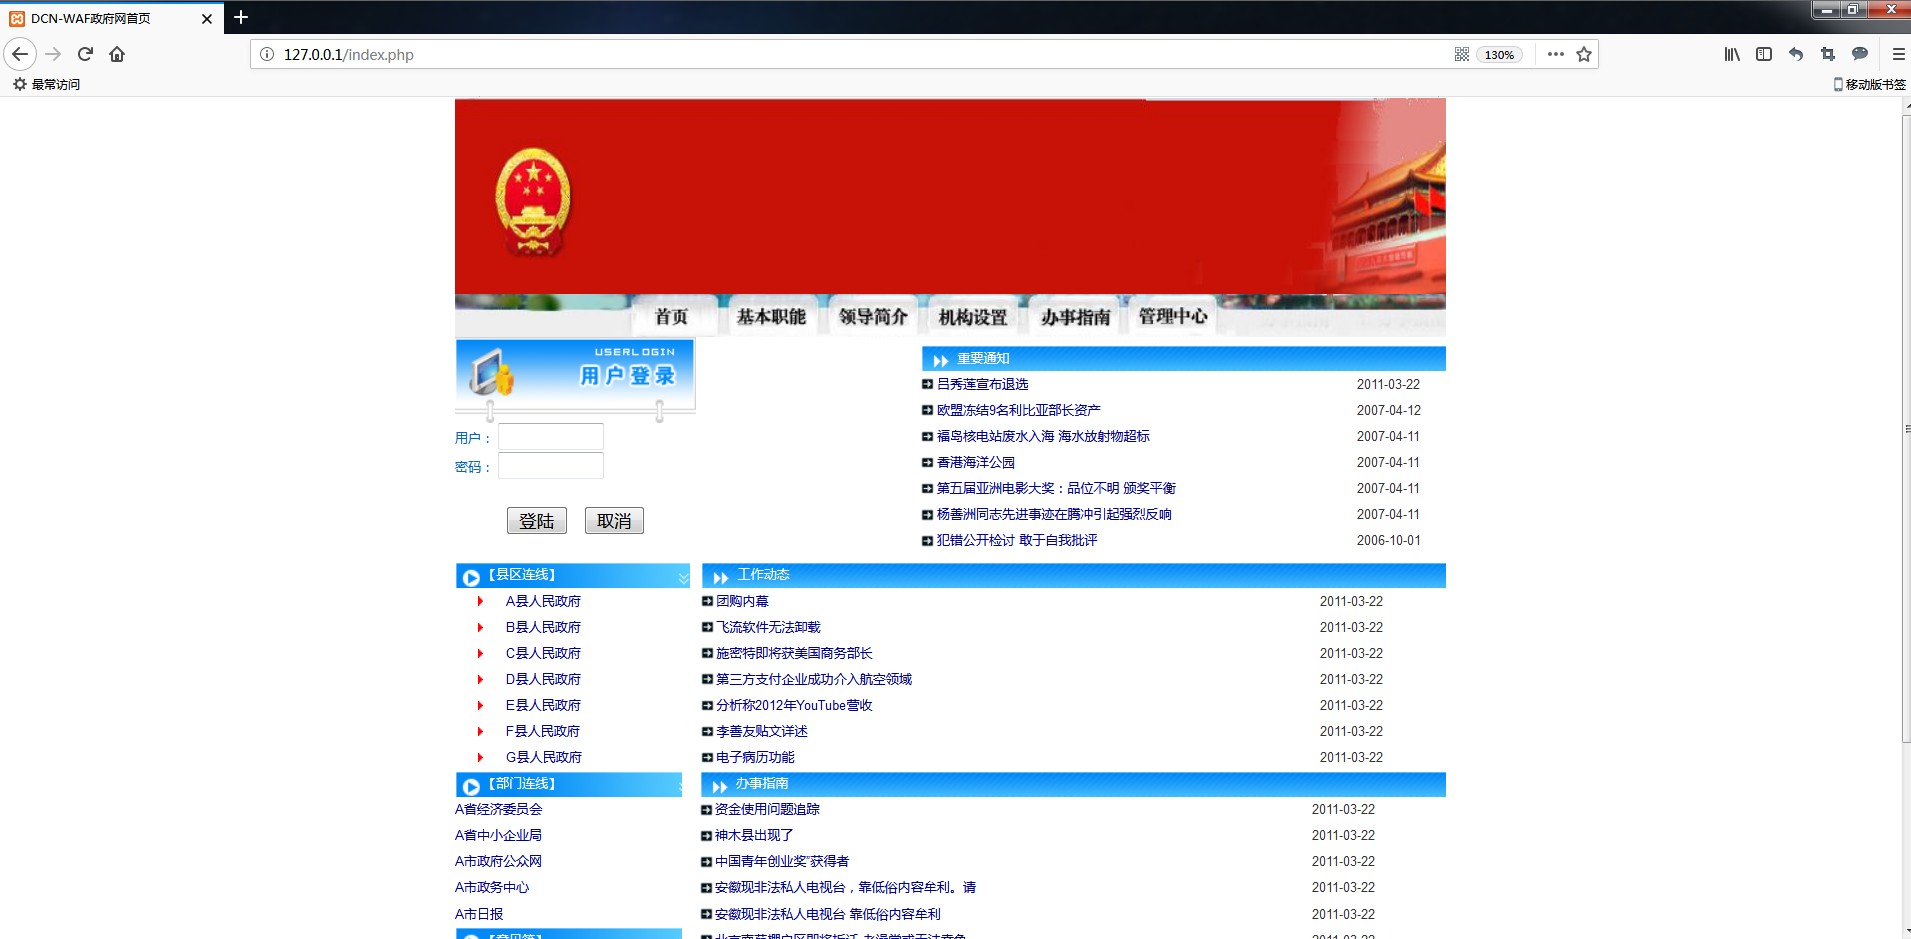 DCN-WAF政府网首页
127.0.0.1/index.php
130%
最常访问
移动版书签
首页 基本职能 领导简介 机构设置 办事指南 管理中心
USERLOGIN
用户登录
用户：
密码：
登陆 取消
重要通知
吕秀莲宣布退选 2011-03-22
欧盟冻结9名利比亚部长资产 2007-04-12
福岛核电站废水入海 海水放射物超标 2007-04-11
香港海洋公园 2007-04-11
第五届亚洲电影大奖：品位不明 颁奖平衡 2007-04-11
杨善洲同志先进事迹在腾冲引起强烈反响 2007-04-11
犯错公开检讨 敢于自我批评 2006-10-01
【县区连线】
A县人民政府
B县人民政府
C县人民政府
D县人民政府
E县人民政府
F县人民政府
G县人民政府
工作动态
团购内幕 2011-03-22
飞流软件无法卸载 2011-03-22
施密特即将获美国商务部长 2011-03-22
第三方支付企业成功介入航空领域 2011-03-22
分析称2012年YouTube营收 2011-03-22
李善友贴文详述 2011-03-22
电子病历功能 2011-03-22
【部门连线】
A省经济委员会
A省中小企业局
A市政府公众网
A市政务中心
A市日报
办事指南
资金使用问题追踪 2011-03-22
神木县出现了 2011-03-22
中国青年创业奖”获得者 2011-03-22
安徽现非法私人电视台，靠低俗内容牟利。请 2011-03-22
安徽现非法私人电视台 靠低俗内容牟利 2011-03-22